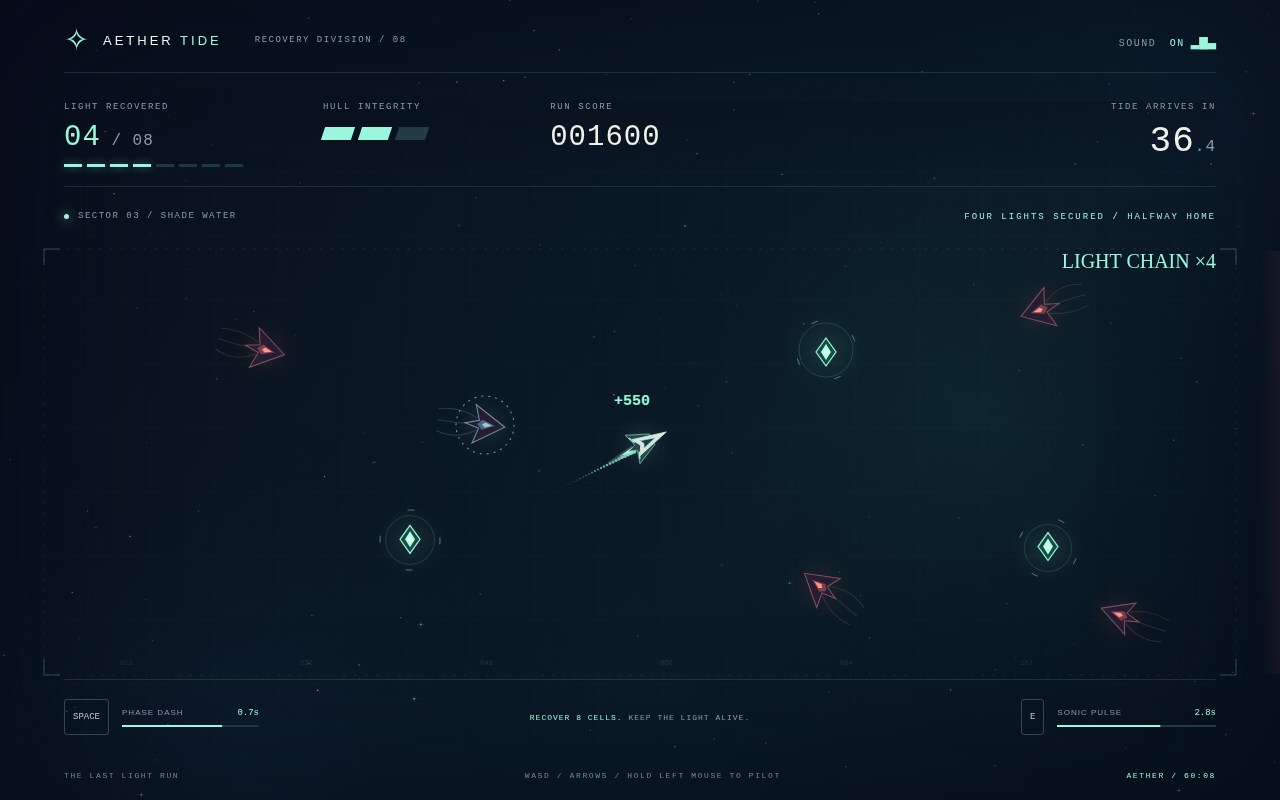 AETHER TIDE
RECOVERY DIVISION / 08
SOUND ON
LIGHT RECOVERED
HULL INTEGRITY
RUN SCORE
TIDE ARRIVES IN
04 / 08
001600
36.4
SECTOR 03 / SHADE WATER
FOUR LIGHTS SECURED / HALFWAY HOME
LIGHT CHAIN ×4
+550
SPACE
PHASE DASH
0.7s
RECOVER 8 CELLS. KEEP THE LIGHT ALIVE.
E
SONIC PULSE
2.8s
THE LAST LIGHT RUN
WASD / ARROWS / HOLD LEFT MOUSE TO PILOT
AETHER / 60:08